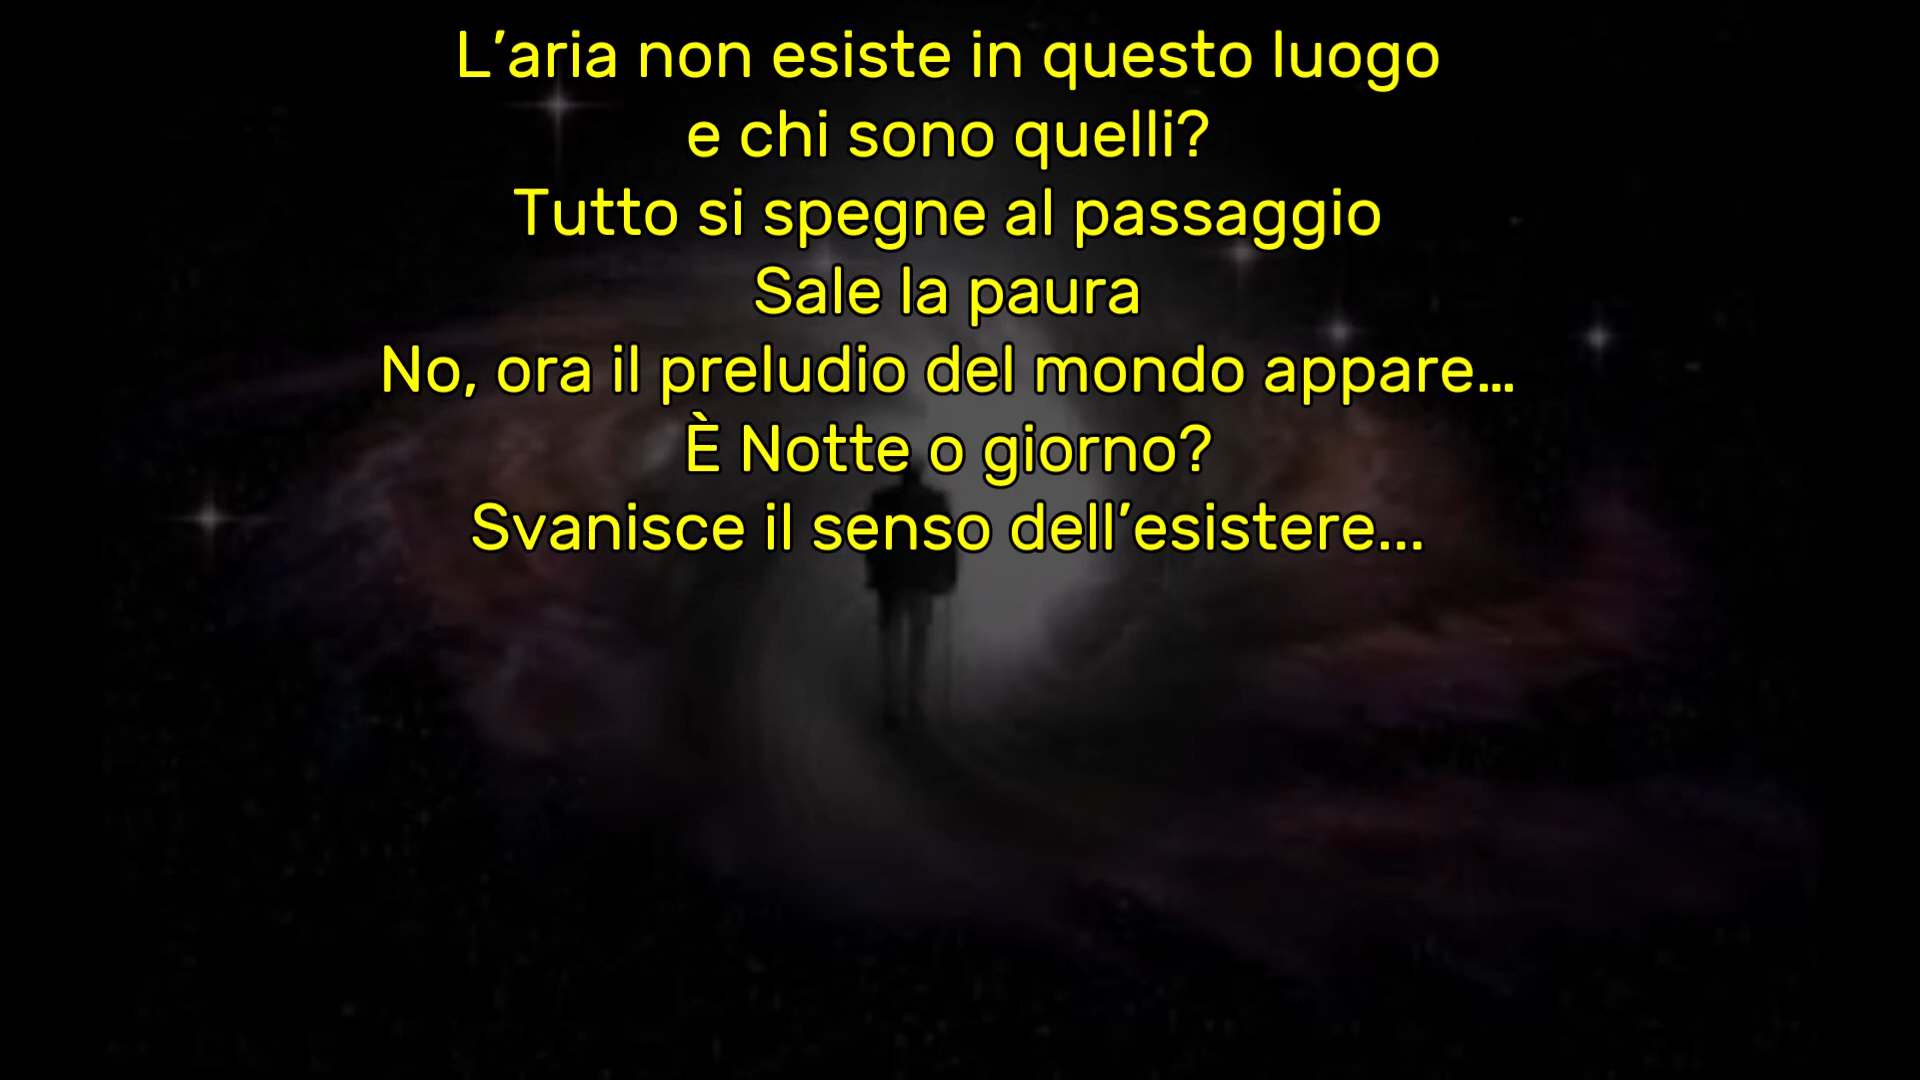 L’aria non esiste in questo luogo
e chi sono quelli?
Tutto si spegne al passaggio
Sale la paura
No, ora il preludio del mondo appare...
È Notte o giorno?
Svanisce il senso dell’esistere...